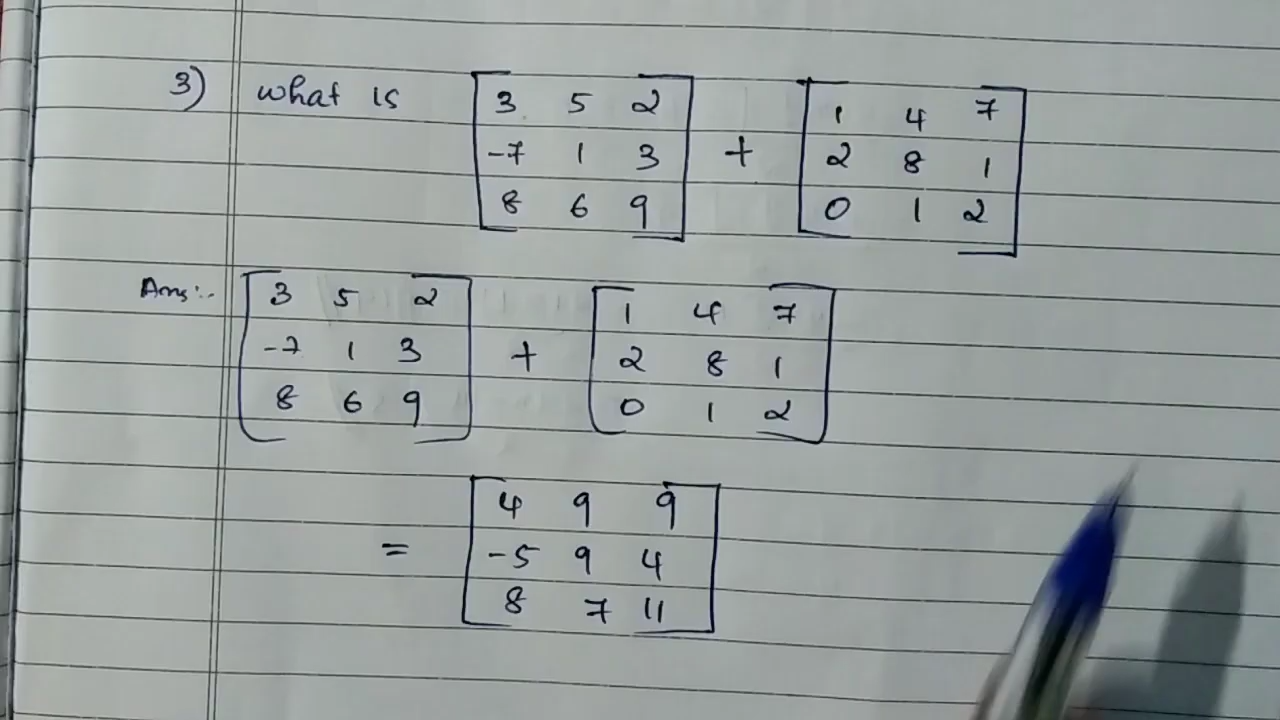 3) what is [3 5 2 + [1 4 7
-7 1 3 2 8 1
8 6 9] 0 1 2]
Ans:- [3 5 2 + [1 4 7
-7 1 3 2 8 1
8 6 9] 0 1 2]
= [4 9 9
-5 9 4
8 7 11]